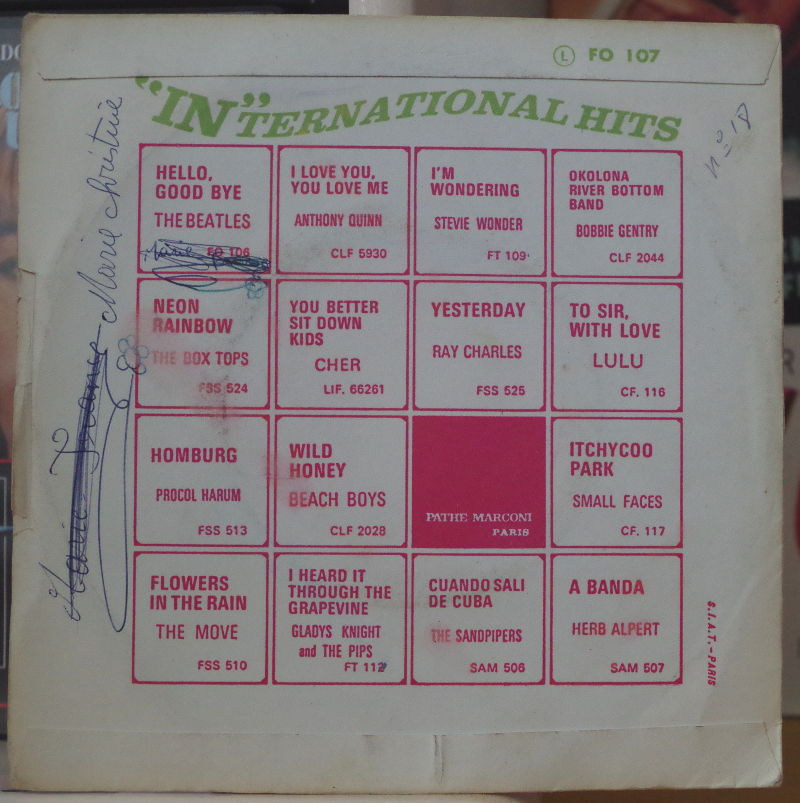 Ⓛ FO 107
"IN"TERNATIONAL HITS
N° 18
Marie Christine
HELLO,
GOOD BYE
THE BEATLES
FO 106
I LOVE YOU,
YOU LOVE ME
ANTHONY QUINN
CLF 5930
I'M
WONDERING
STEVIE WONDER
FT 109
OKOLONA
RIVER BOTTOM
BAND
BOBBIE GENTRY
CLF 2044
NEON
RAINBOW
THE BOX TOPS
FSS 524
YOU BETTER
SIT DOWN
KIDS
CHER
LIF. 66261
YESTERDAY
RAY CHARLES
FSS 525
TO SIR,
WITH LOVE
LULU
CF. 116
HOMBURG
PROCOL HARUM
FSS 513
WILD
HONEY
BEACH BOYS
CLF 2028
PATHE MARCONI
PARIS
ITCHYCOO
PARK
SMALL FACES
CF. 117
FLOWERS
IN THE RAIN
THE MOVE
FSS 510
I HEARD IT
THROUGH THE
GRAPEVINE
GLADYS KNIGHT
and THE PIPS
FT 112
CUANDO SALI
DE CUBA
THE SANDPIPERS
SAM 506
A BANDA
HERB ALPERT
SAM 507
S.I.A.T. - PARIS